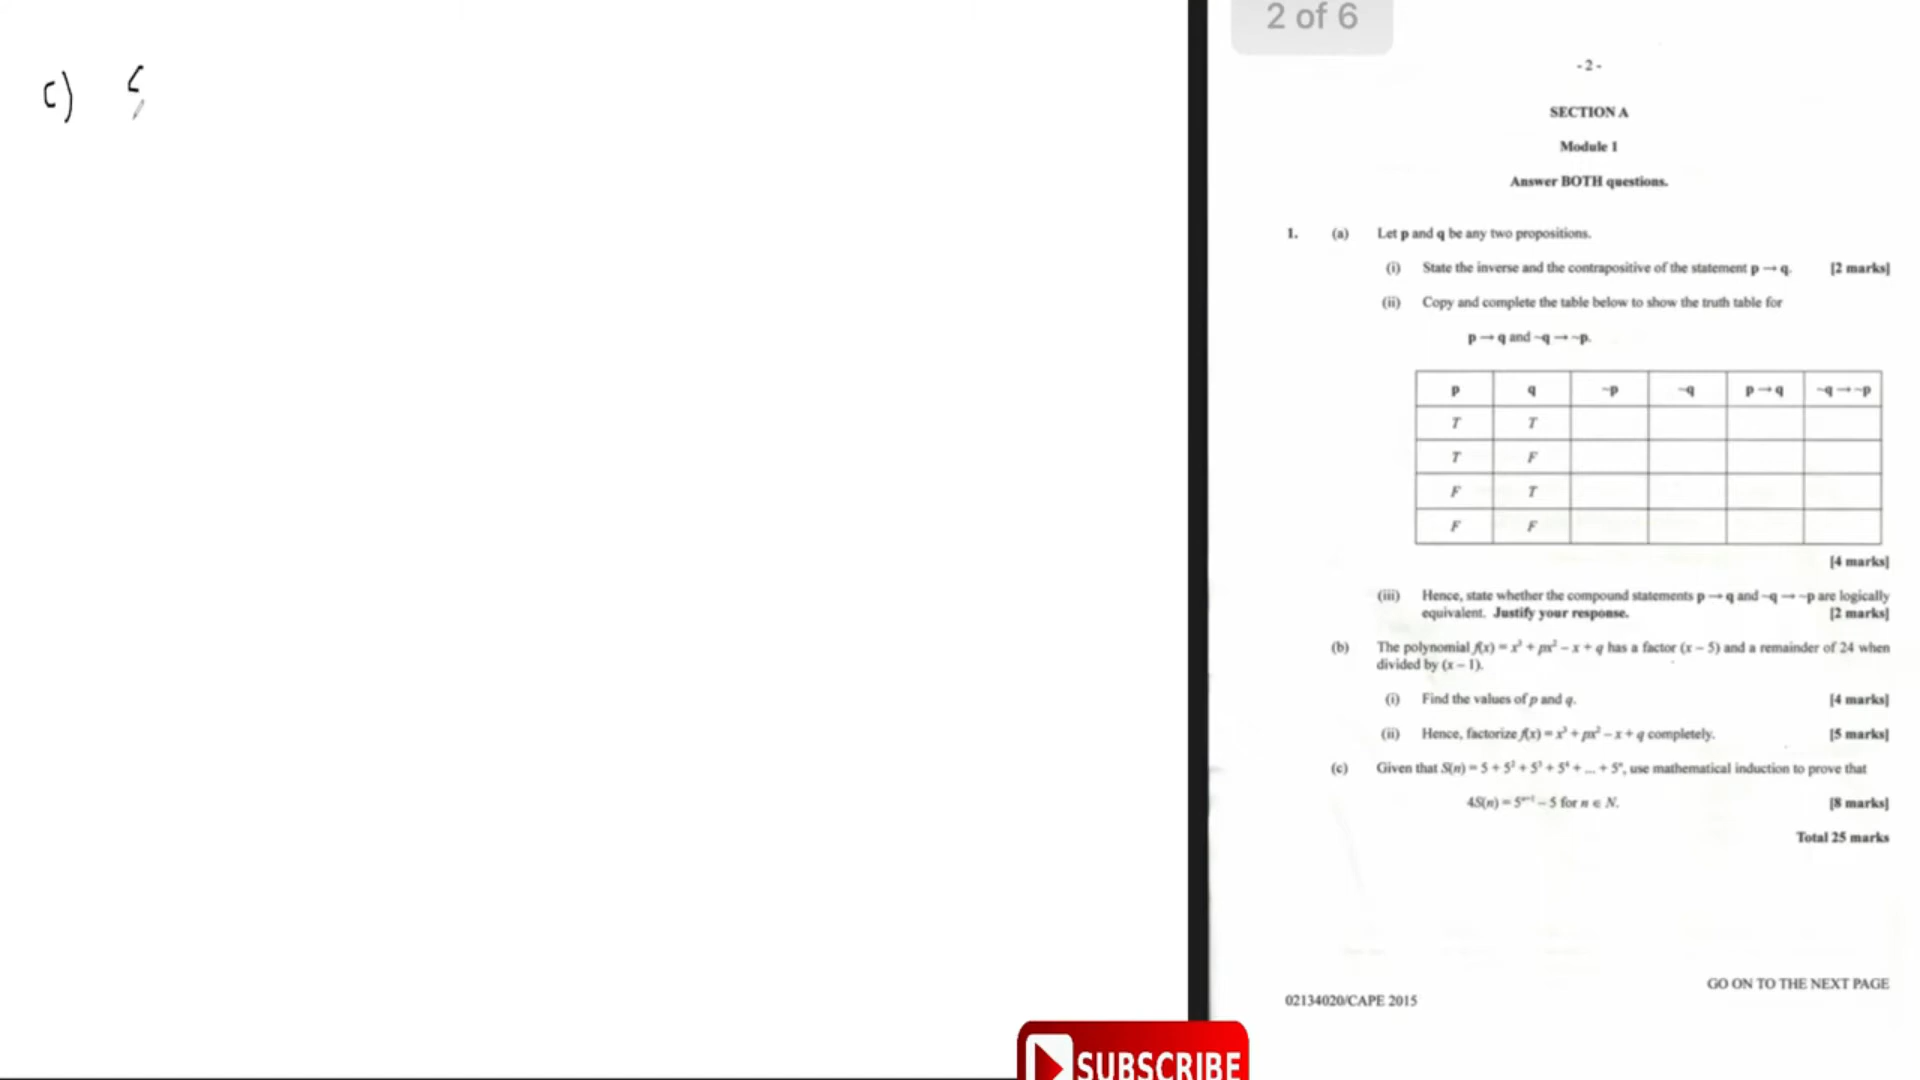 c) S
2 of 6
- 2 -
SECTION A
Module 1
Answer BOTH questions.
1. (a) Let p and q be any two propositions.
(i) State the inverse and the contrapositive of the statement p → q. [2 marks]
(ii) Copy and complete the table below to show the truth table for
p → q and ~q → ~p.
p q ~p ~q p → q ~q → ~p
T T
T F
F T
F F
[4 marks]
(iii) Hence, state whether the compound statements p → q and ~q → ~p are logically
equivalent. Justify your response. [2 marks]
(b) The polynomial f(x) = x³ + px² – x + q has a factor (x – 5) and a remainder of 24 when
divided by (x – 1).
(i) Find the values of p and q. [4 marks]
(ii) Hence, factorize f(x) = x³ + px² – x + q completely. [5 marks]
(c) Given that S(n) = 5 + 5² + 5³ + 5⁴ + ... + 5ⁿ, use mathematical induction to prove that
4S(n) = 5ⁿ⁺¹ – 5 for n ∈ N. [8 marks]
Total 25 marks
GO ON TO THE NEXT PAGE
02134020/CAPE 2015
SUBSCRIBE